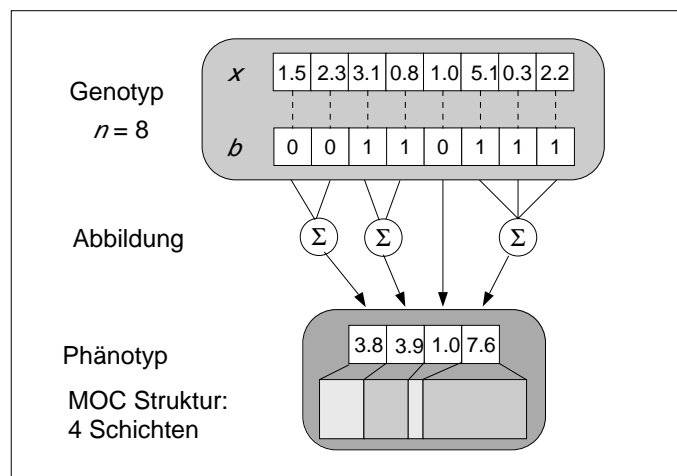 x 1.5 2.3 3.1 0.8 1.0 5.1 0.3 2.2
Genotyp
n = 8
b 0 0 1 1 0 1 1 1
Abbildung
Σ Σ Σ
3.8 3.9 1.0 7.6
Phänotyp
MOC Struktur:
4 Schichten